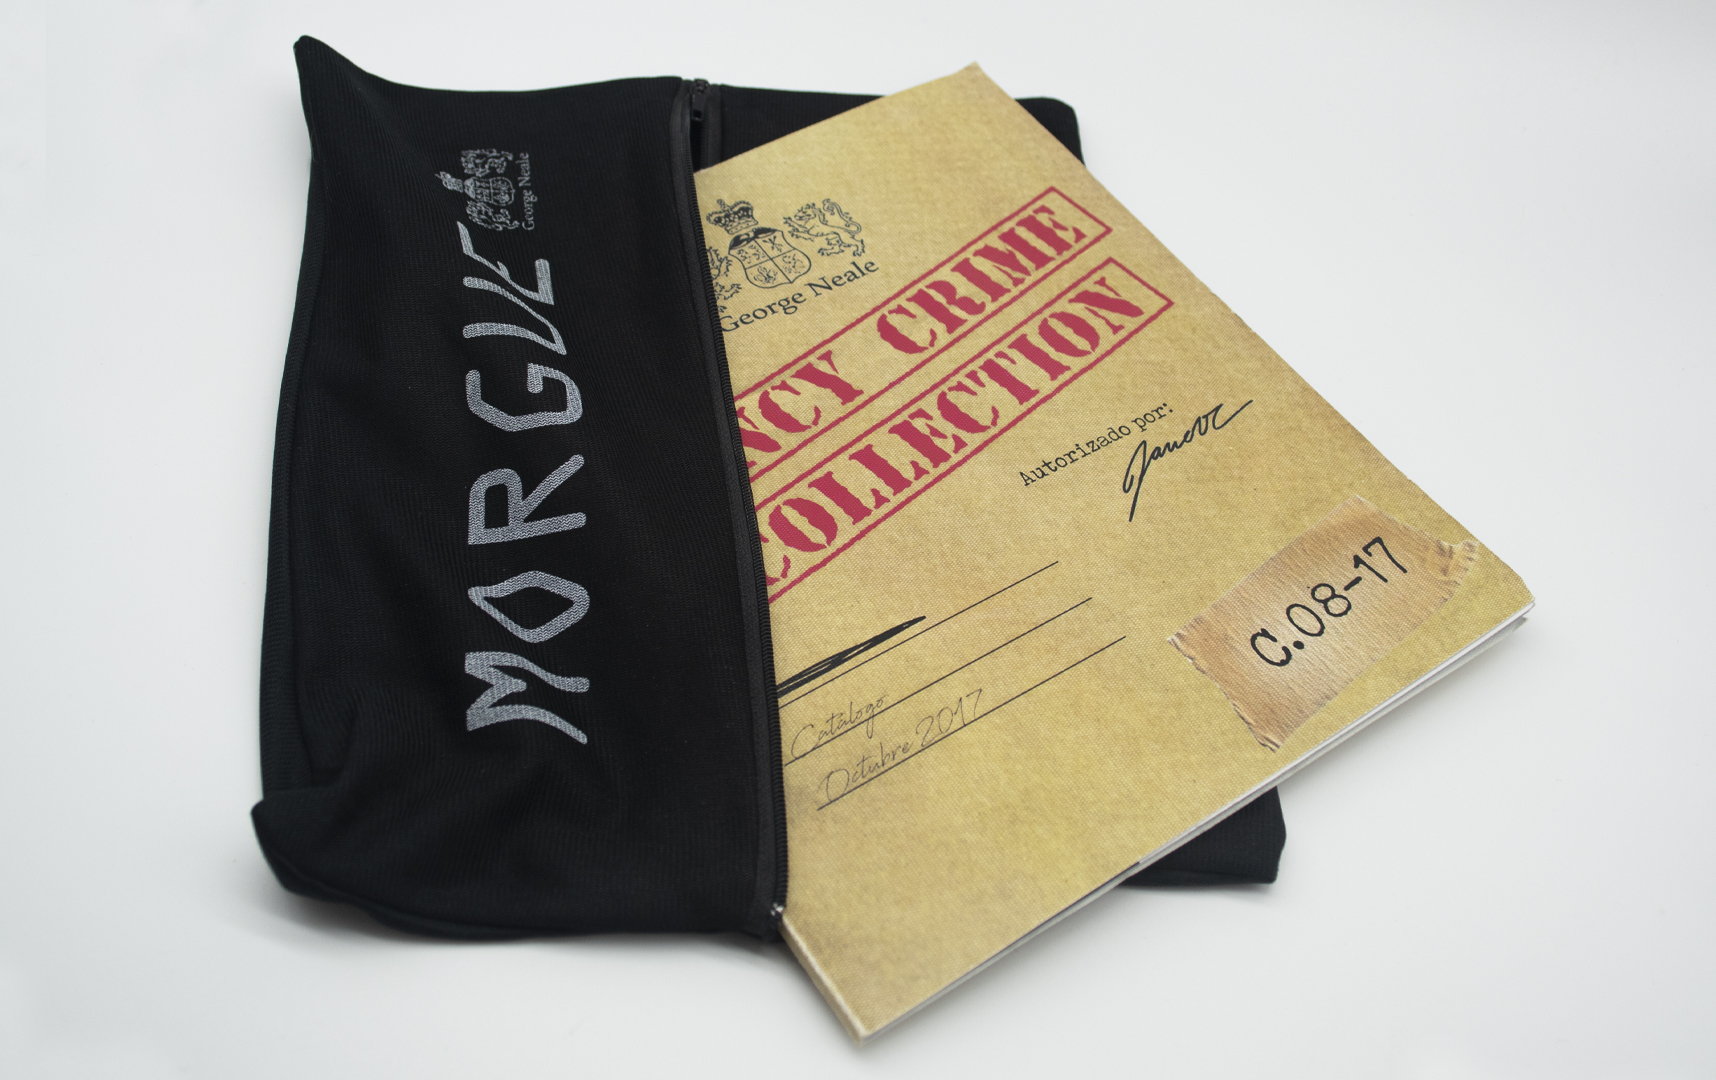 MORGUE
George Neale
George Neale
NCY CRIME
COLLECTION
Autorizado por:
C.08-17
Catálogo
Octubre 2017